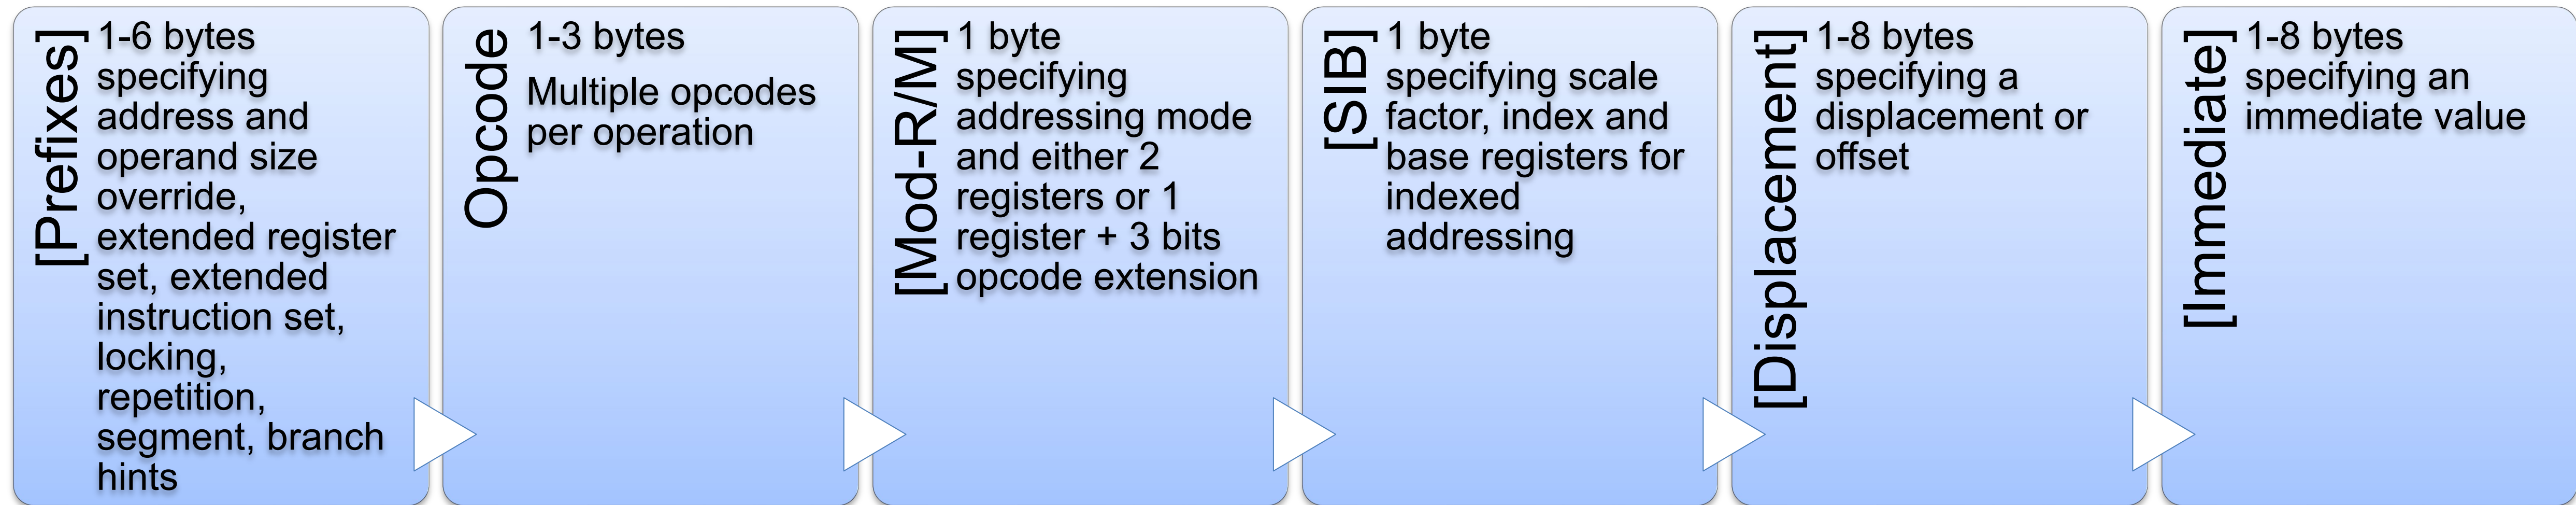 [Prefixes]
1-6 bytes
specifying
address and
operand size
override,
extended register
set, extended
instruction set,
locking,
repetition,
segment, branch
hints
Opcode
1-3 bytes
Multiple opcodes
per operation
[Mod-R/M]
1 byte
specifying
addressing mode
and either 2
registers or 1
register + 3 bits
opcode extension
[SIB]
1 byte
specifying scale
factor, index and
base registers for
indexed
addressing
[Displacement]
1-8 bytes
specifying a
displacement or
offset
[Immediate]
1-8 bytes
specifying an
immediate value